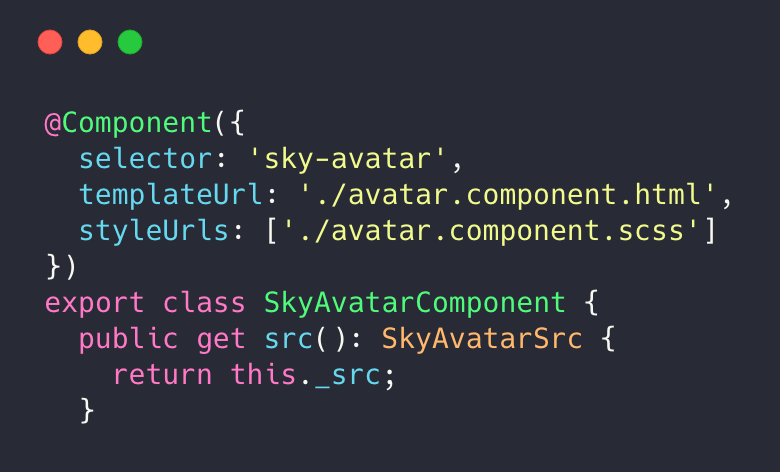 @Component({
  selector: 'sky-avatar',
  templateUrl: './avatar.component.html',
  styleUrls: ['./avatar.component.scss']
})
export class SkyAvatarComponent {
  public get src(): SkyAvatarSrc {
    return this._src;
  }